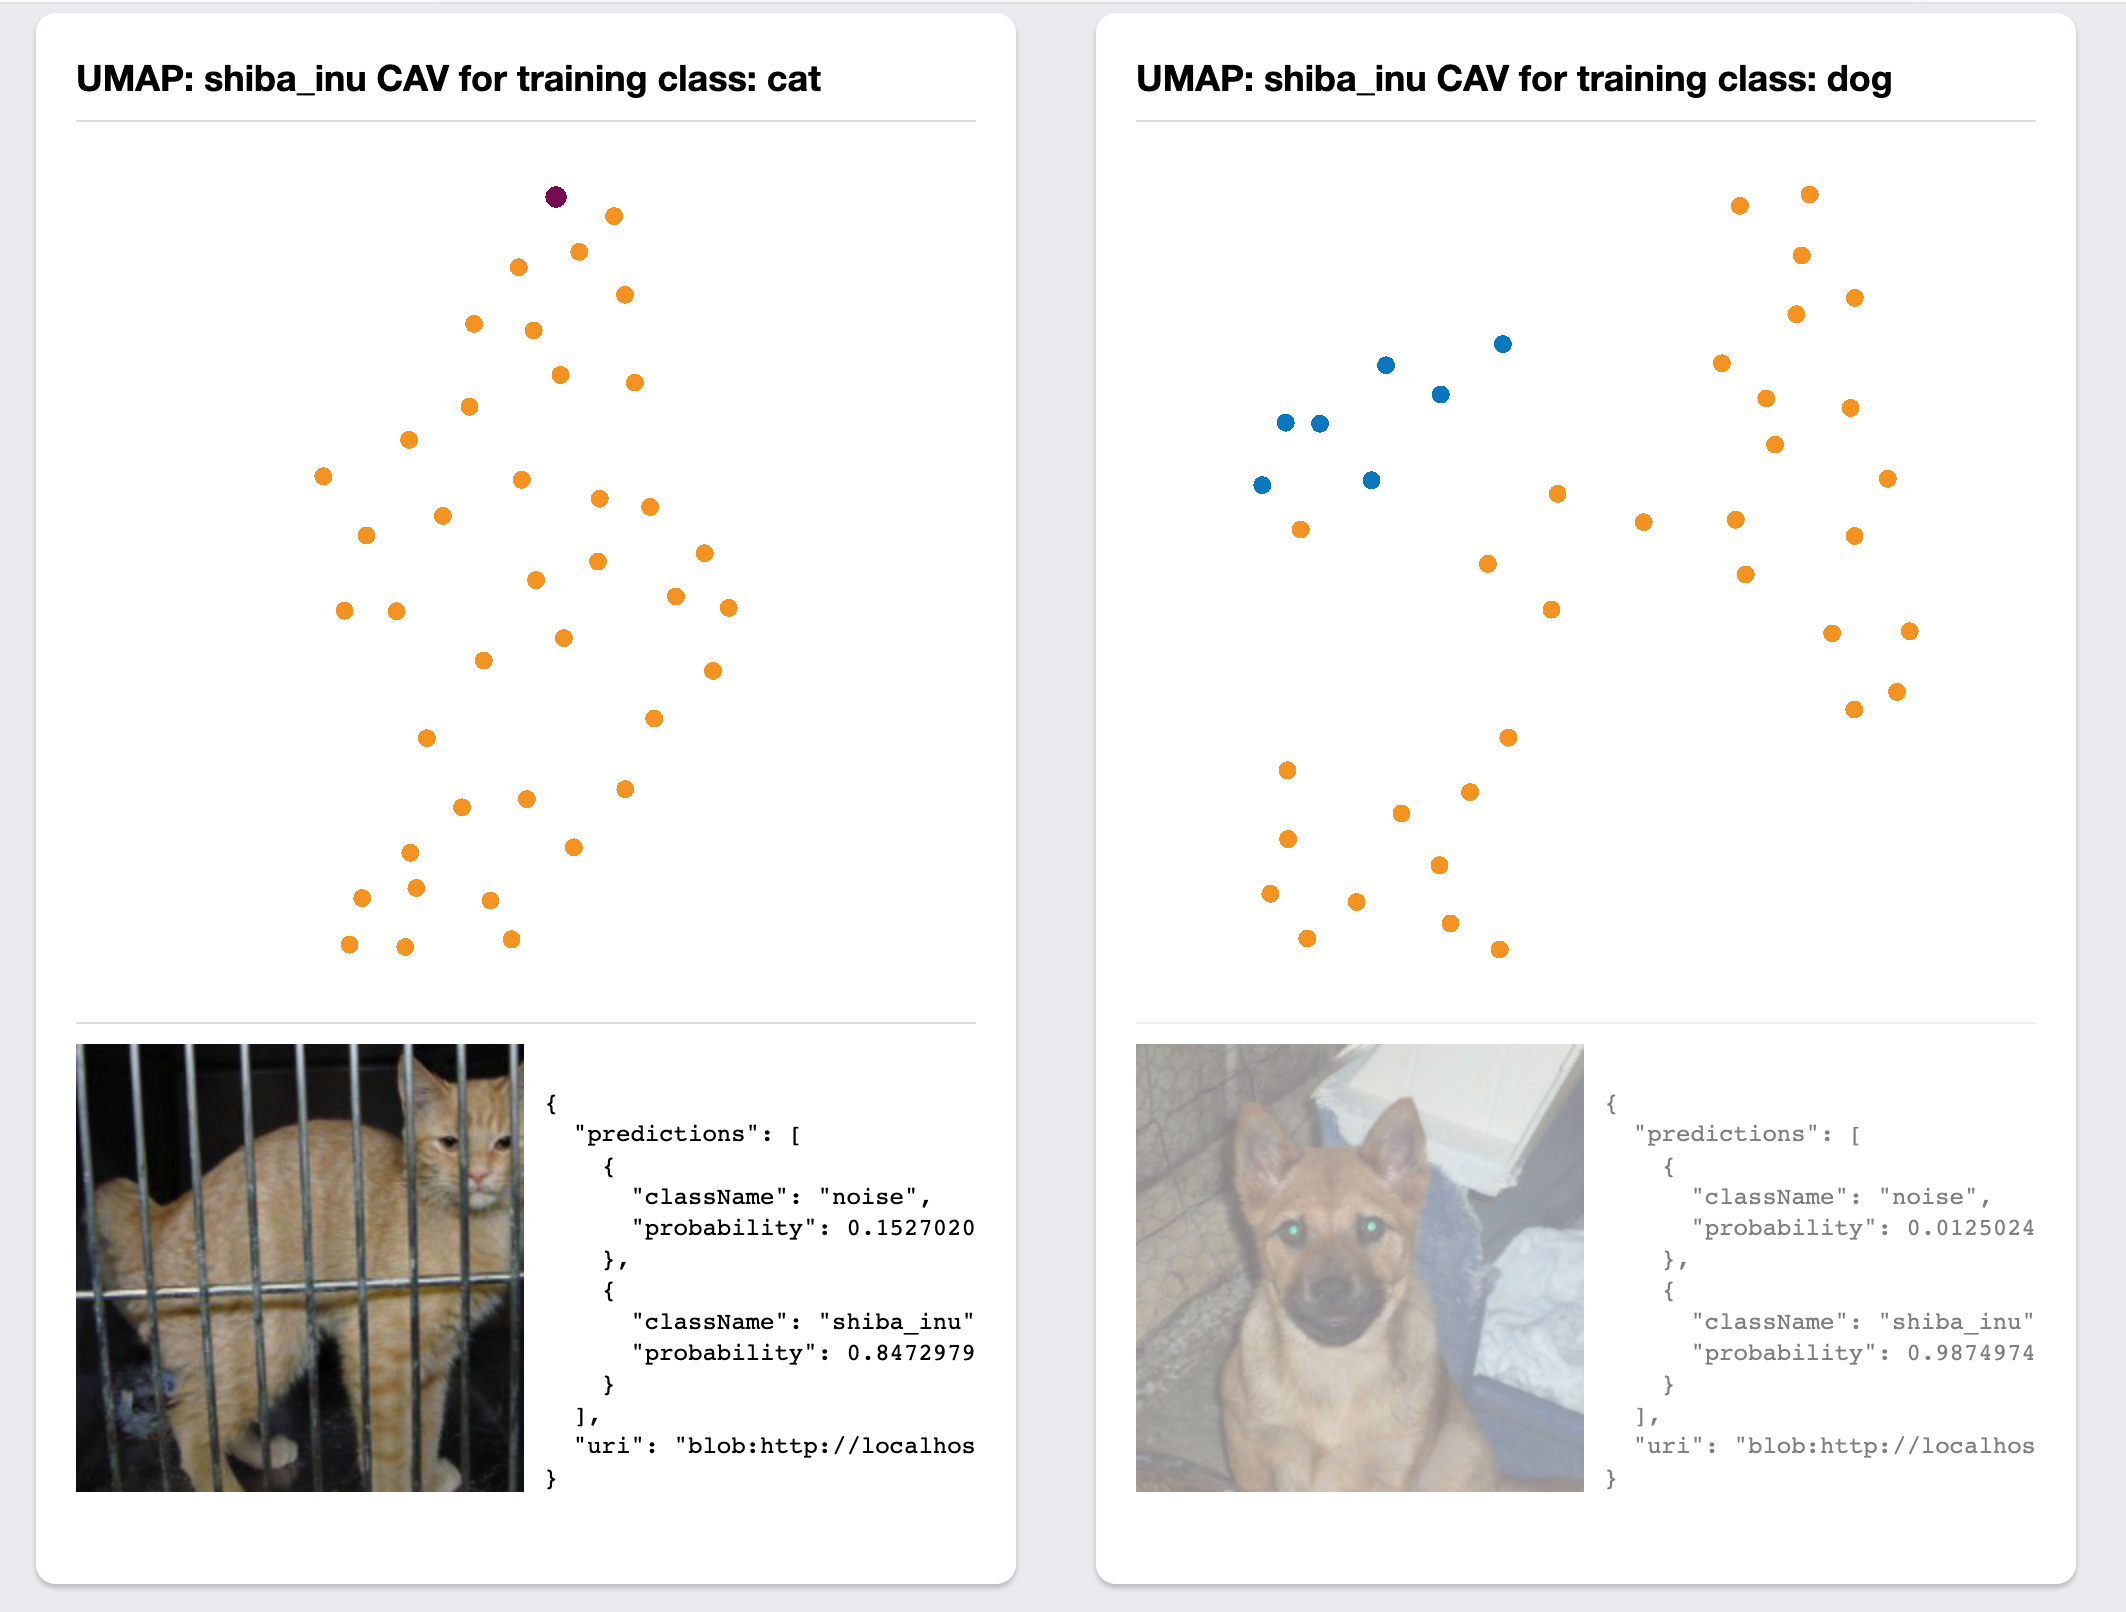 UMAP: shiba_inu CAV for training class: cat
{
"predictions": [
{
"className": "noise",
"probability": 0.1527020
},
{
"className": "shiba_inu"
"probability": 0.8472979
}
],
"uri": "blob:http://localhos
}
UMAP: shiba_inu CAV for training class: dog
{
"predictions": [
{
"className": "noise",
"probability": 0.0125024
},
{
"className": "shiba_inu"
"probability": 0.9874974
}
],
"uri": "blob:http://localhos
}